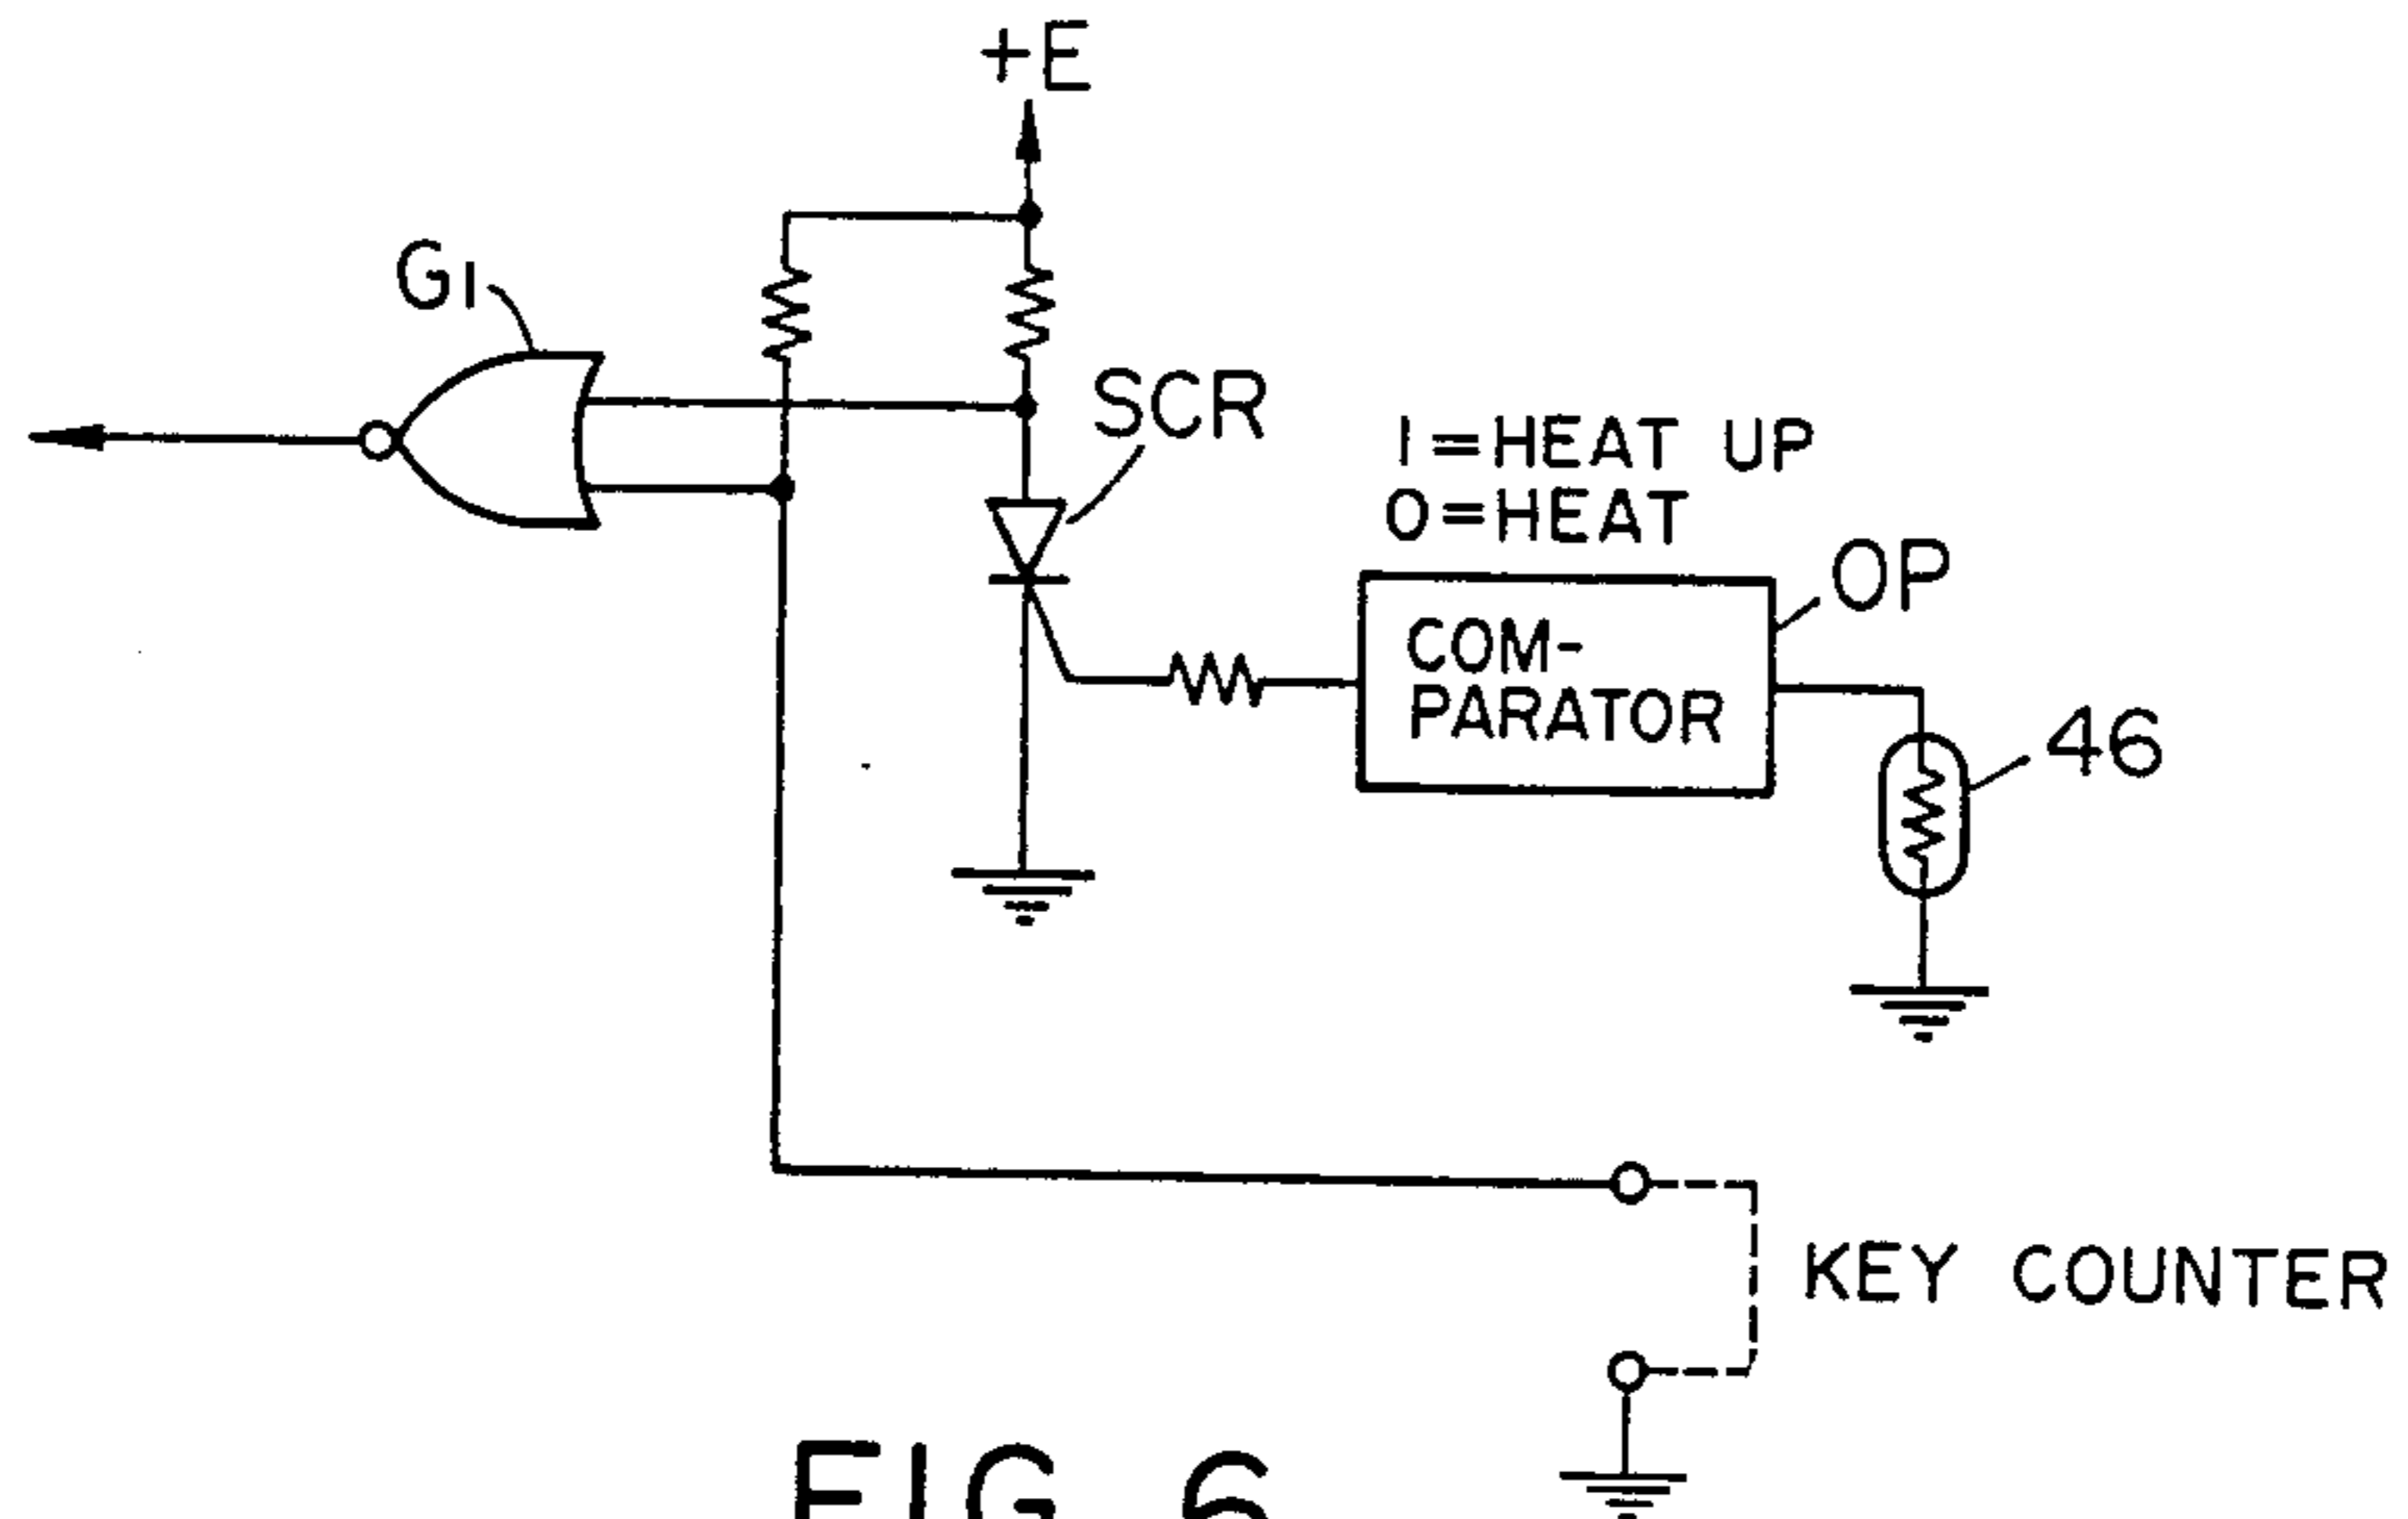 +E
G1
SCR
1=HEAT UP
0=HEAT
OP
COM-
PARATOR
46
KEY COUNTER
FIG 6